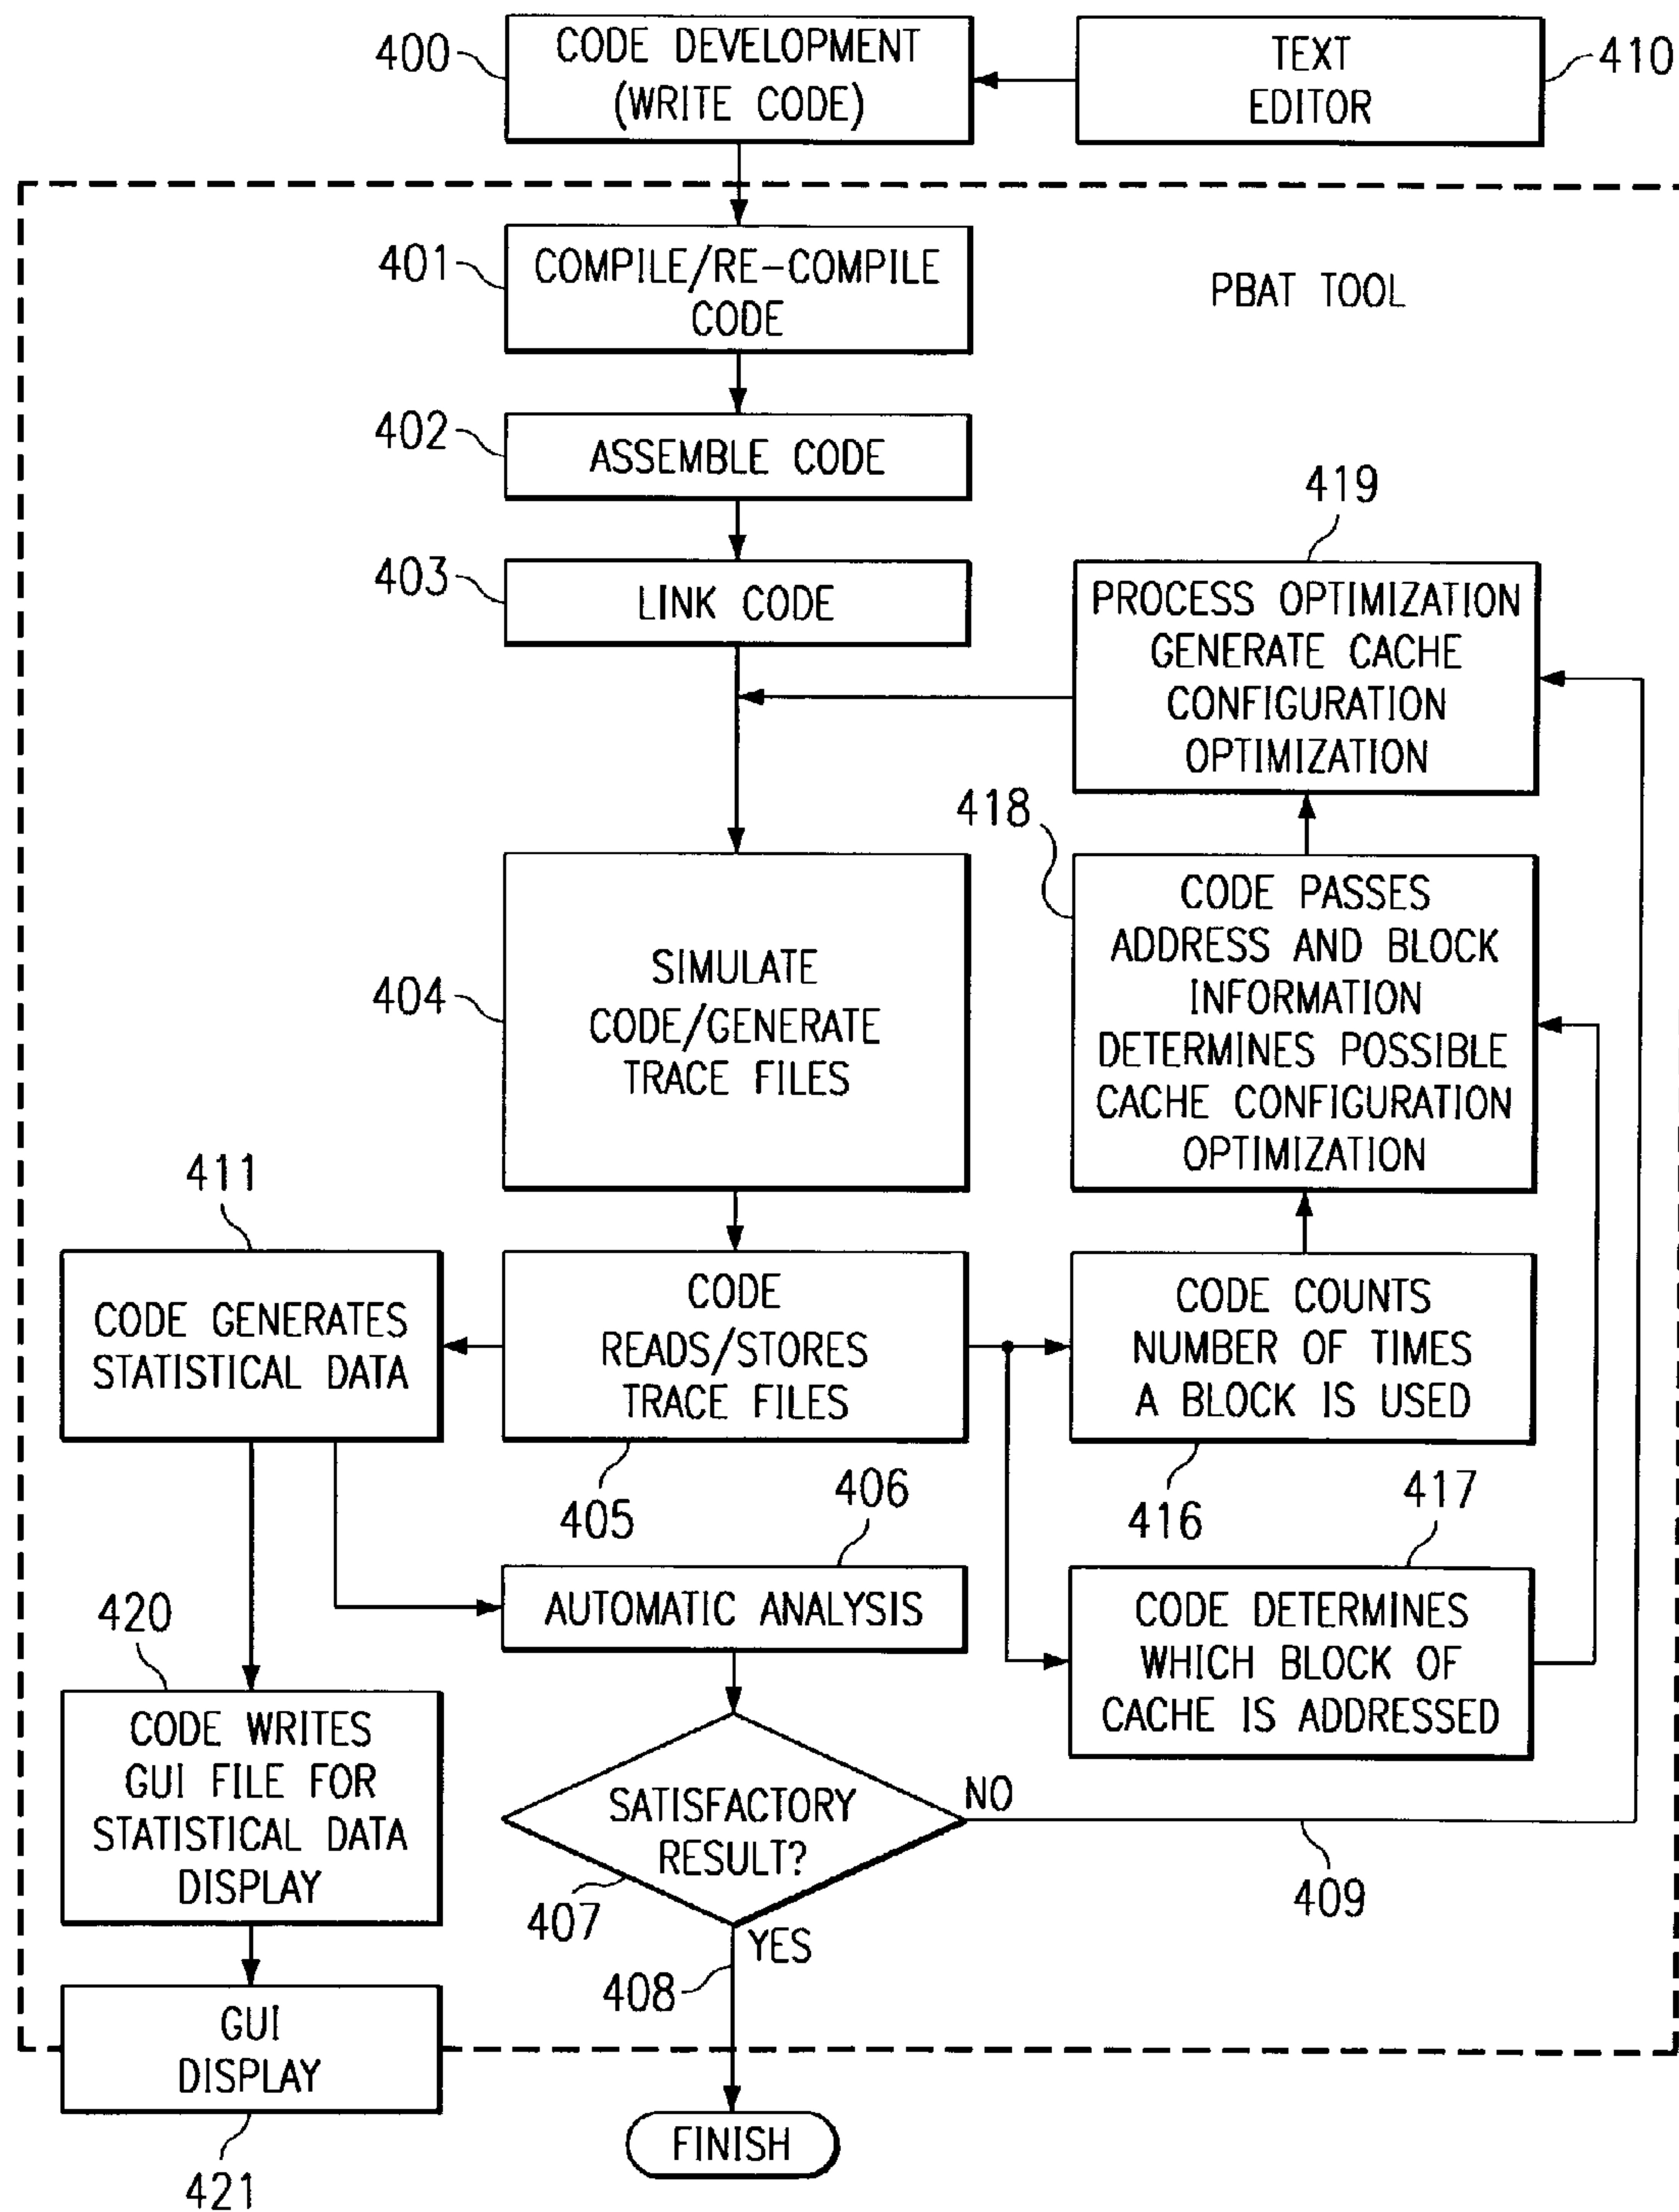 400
CODE DEVELOPMENT
(WRITE CODE)
TEXT
EDITOR
410
401
COMPILE/RE-COMPILE
CODE
PBAT TOOL
402
ASSEMBLE CODE
419
403
LINK CODE
PROCESS OPTIMIZATION
GENERATE CACHE
CONFIGURATION
OPTIMIZATION
418
404
SIMULATE
CODE/GENERATE
TRACE FILES
CODE PASSES
ADDRESS AND BLOCK
INFORMATION
DETERMINES POSSIBLE
CACHE CONFIGURATION
OPTIMIZATION
411
CODE GENERATES
STATISTICAL DATA
CODE
READS/STORES
TRACE FILES
405
CODE COUNTS
NUMBER OF TIMES
A BLOCK IS USED
416
406
417
AUTOMATIC ANALYSIS
CODE DETERMINES
WHICH BLOCK OF
CACHE IS ADDRESSED
420
CODE WRITES
GUI FILE FOR
STATISTICAL DATA
DISPLAY
SATISFACTORY
RESULT?
407
NO
409
YES
408
GUI
DISPLAY
421
FINISH